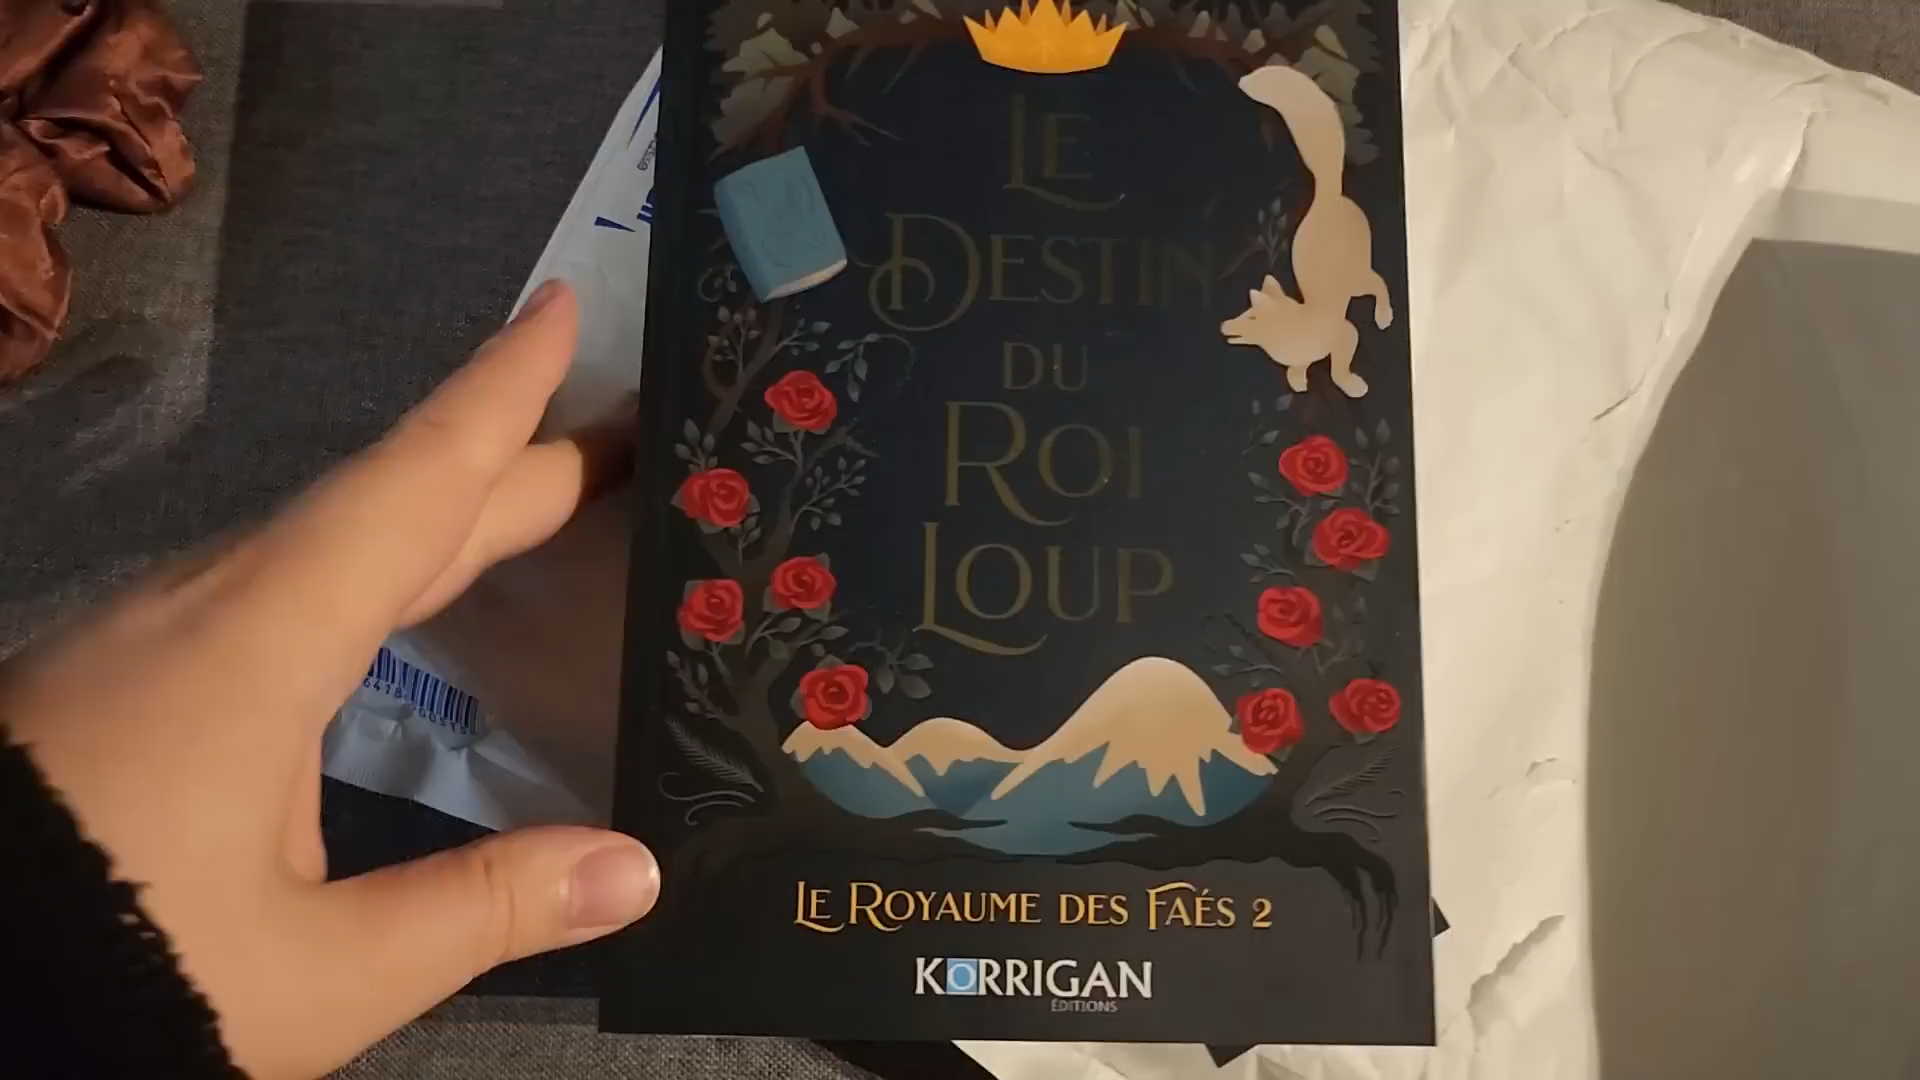 LE
DESTIN
DU
ROI
LOUP
LE ROYAUME DES FAÉS 2
KORRIGAN
ÉDITIONS